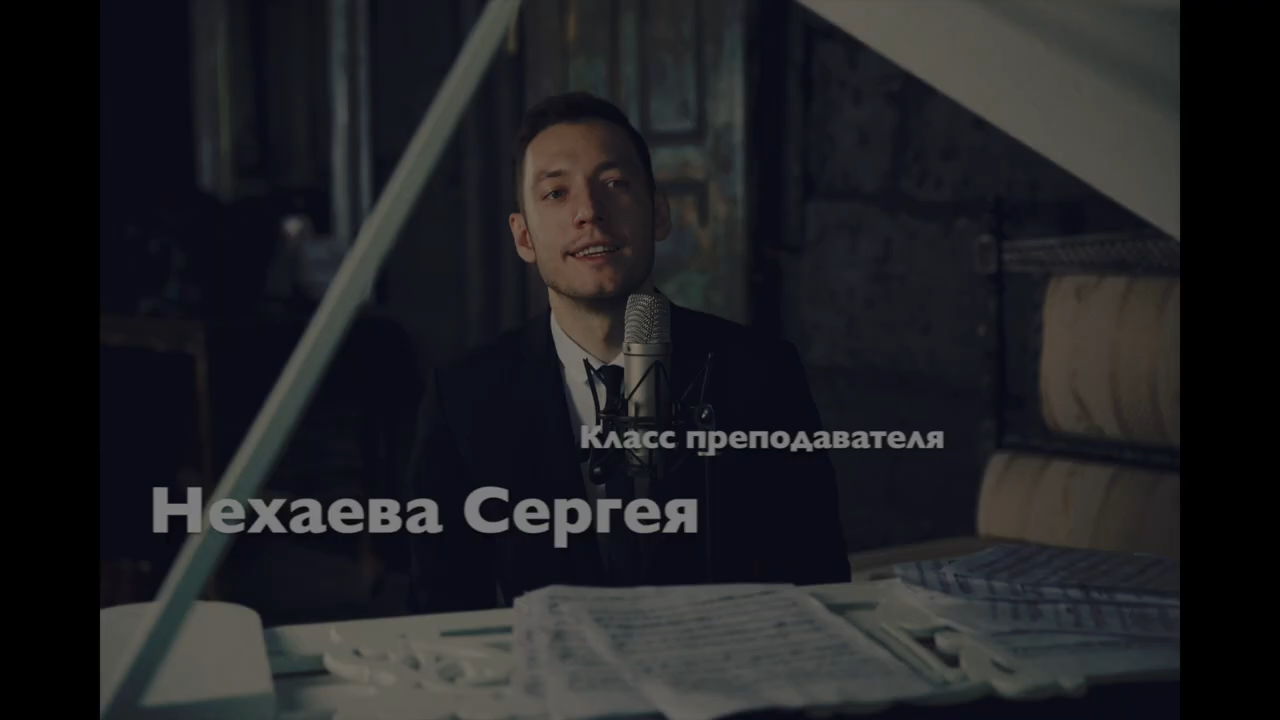 Класс преподавателя
Нехаева Сергея